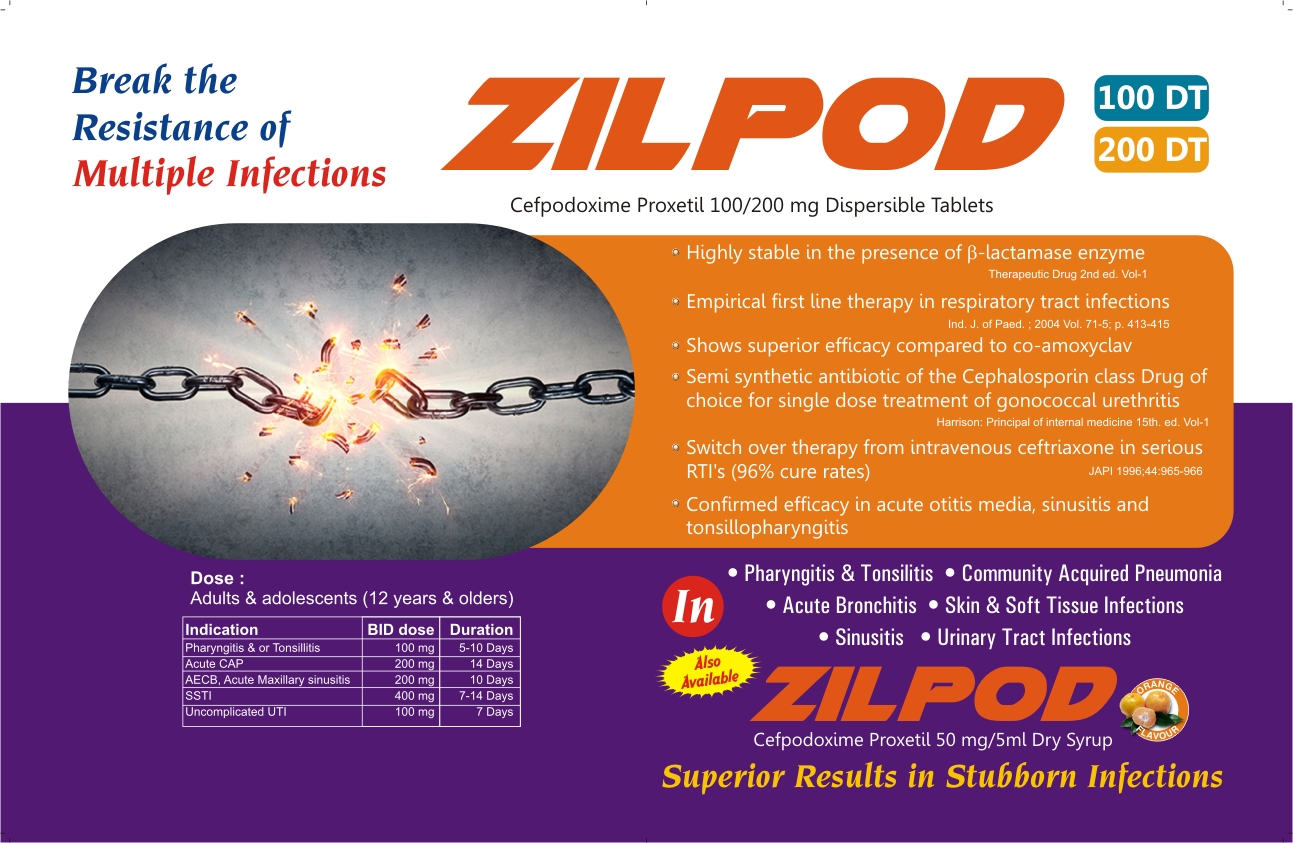 Break the
Resistance of
Multiple Infections
ZILPOD
100 DT
200 DT
Cefpodoxime Proxetil 100/200 mg Dispersible Tablets
Highly stable in the presence of β-lactamase enzyme
Therapeutic Drug 2nd ed. Vol-1
Empirical first line therapy in respiratory tract infections
Ind. J. of Paed. ; 2004 Vol. 71-5; p. 413-415
Shows superior efficacy compared to co-amoxyclav
Semi synthetic antibiotic of the Cephalosporin class Drug of
choice for single dose treatment of gonococcal urethritis
Harrison: Principal of internal medicine 15th. ed. Vol-1
Switch over therapy from intravenous ceftriaxone in serious
RTI's (96% cure rates)
JAPI 1996;44:965-966
Confirmed efficacy in acute otitis media, sinusitis and
tonsillopharyngitis
Dose :
Adults & adolescents (12 years & olders)
Indication BID dose Duration
Pharyngitis & or Tonsillitis 100 mg 5-10 Days
Acute CAP 200 mg 14 Days
AECB, Acute Maxillary sinusitis 200 mg 10 Days
SSTI 400 mg 7-14 Days
Uncomplicated UTI 100 mg 7 Days
In
• Pharyngitis & Tonsilitis • Community Acquired Pneumonia
• Acute Bronchitis • Skin & Soft Tissue Infections
• Sinusitis • Urinary Tract Infections
Also
Available
ZILPOD
ORANGE
FLAVOUR
Cefpodoxime Proxetil 50 mg/5ml Dry Syrup
Superior Results in Stubborn Infections